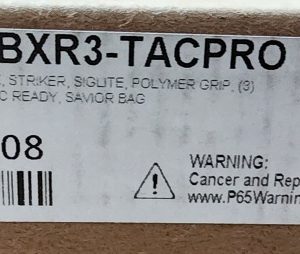 BXR3-TACPRO
, STRIKER, SIGLITE, POLYMER GRIP, (3)
C READY, SAVIOR BAG
08
WARNING:
Cancer and Rep
www.P65Warnin